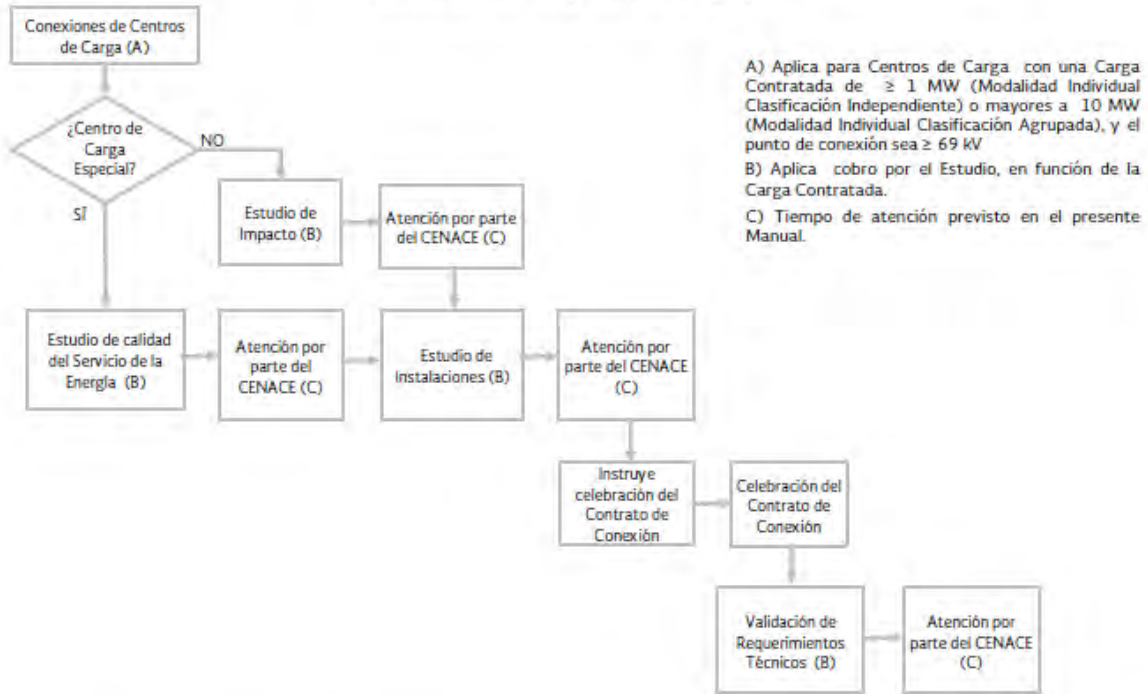 Conexiones de Centros
de Carga (A)
¿Centro de
Carga
Especial?
NO
SÍ
Estudio de
Impacto (B)
Atención por parte
del CENACE (C)
Estudio de calidad
del Servicio de la
Energía (B)
Atención por
parte del
CENACE (C)
Estudio de
Instalaciones (B)
Atención por
parte del CENACE
(C)
Instruye
celebración del
Contrato de
Conexión
Celebración del
Contrato de
Conexión
Validación de
Requerimientos
Técnicos (B)
Atención por
parte del CENACE
(C)
A) Aplica para Centros de Carga con una Carga
Contratada de ≥ 1 MW (Modalidad Individual
Clasificación Independiente) o mayores a 10 MW
(Modalidad Individual Clasificación Agrupada), y el
punto de conexión sea ≥ 69 kV
B) Aplica cobro por el Estudio, en función de la
Carga Contratada.
C) Tiempo de atención previsto en el presente
Manual.